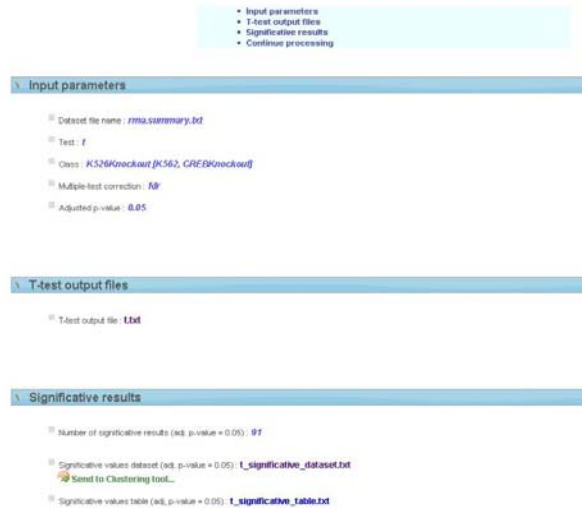 Input parameters
T-test output files
Significative results
Continue processing
Input parameters
Dataset file name : rma.summary.txt
Test : t
Class : K526Knockout [K562, CREBKnockout]
Multiple-test correction : fdr
Adjusted p-value : 0.05
T-test output files
T-test output file : t.txt
Significative results
Number of significative results (adj. p-value = 0.05) : 91
Significative values dataset (adj. p-value = 0.05) : t_significative_dataset.txt
Send to Clustering tool...
Significative values table (adj. p-value = 0.05) : t_significative_table.txt